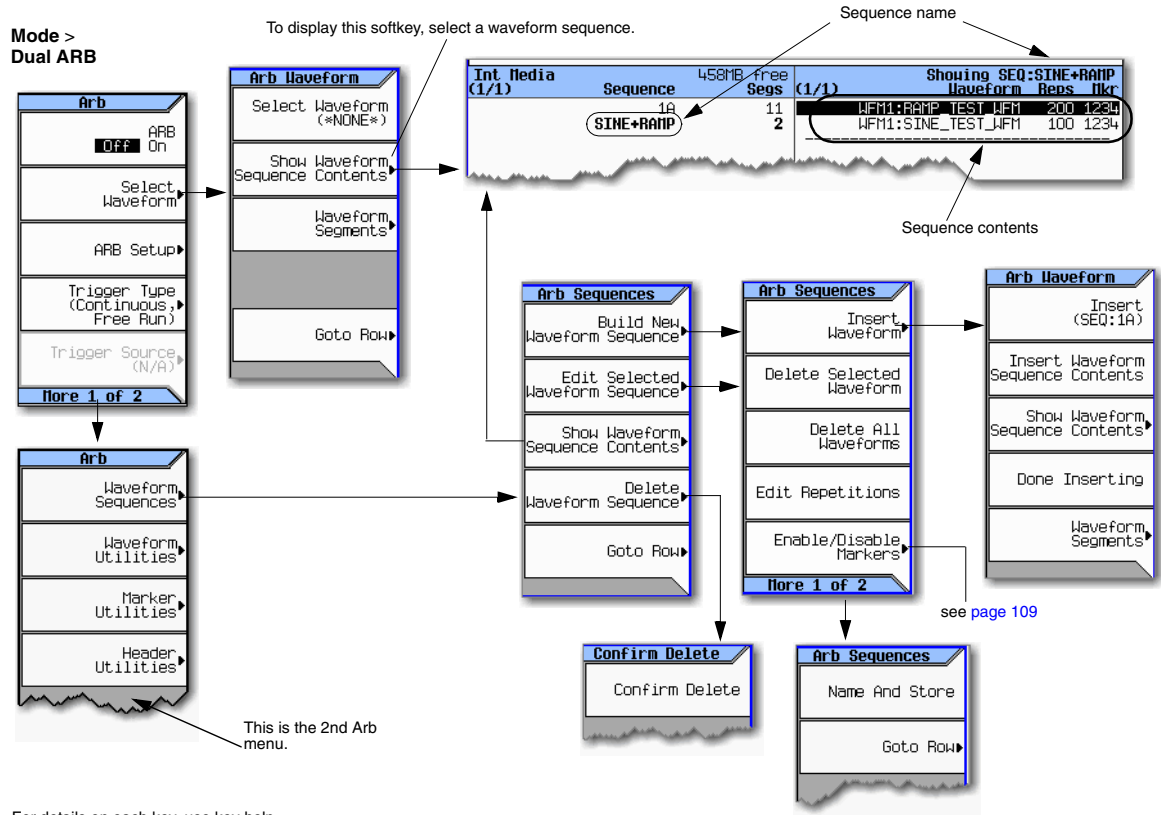 Mode >
Dual ARB
To display this softkey, select a waveform sequence.
Sequence name
Arb
ARB
Off On
Select
Waveform
ARB Setup
Trigger Type
(Continuous,
Free Run)
Trigger Source
(N/A)
More 1 of 2
Arb Waveform
Select Waveform
(*NONE*)
Show Waveform
Sequence Contents
Waveform
Segments
Goto Row
Int Media 458MB free
(1/1) Sequence Segs
1A 11
SINE+RAMP 2
Showing SEQ:SINE+RAMP
(1/1) Waveform Reps Mkr
WFM1:RAMP_TEST_WFM 200 1234
WFM1:SINE_TEST_WFM 100 1234
Sequence contents
Arb
Waveform
Sequences
Waveform
Utilities
Marker
Utilities
Header
Utilities
This is the 2nd Arb
menu.
Arb Sequences
Build New
Waveform Sequence
Edit Selected
Waveform Sequence
Show Waveform
Sequence Contents
Delete
Waveform Sequence
Goto Row
Arb Sequences
Insert
Waveform
Delete Selected
Waveform
Delete All
Waveforms
Edit Repetitions
Enable/Disable
Markers
More 1 of 2
Arb Waveform
Insert
(SEQ:1A)
Insert Waveform
Sequence Contents
Show Waveform
Sequence Contents
Done Inserting
Waveform
Segments
see page 109
Confirm Delete
Confirm Delete
Arb Sequences
Name And Store
Goto Row
For details on each key, use key help